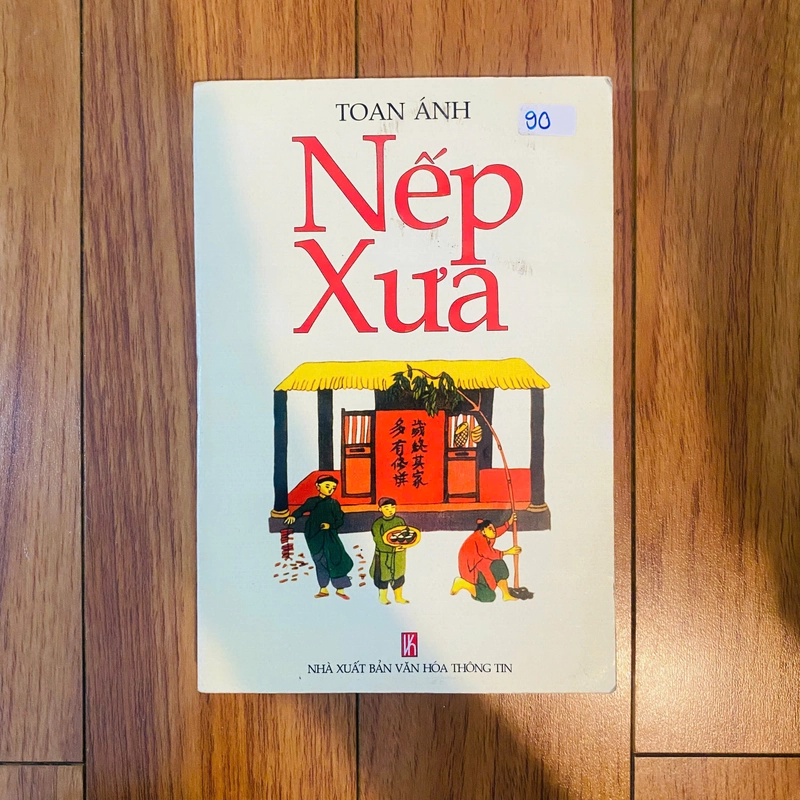 TOAN ÁNH
90
Nếp
Xưa
NHÀ XUẤT BẢN VĂN HÓA THÔNG TIN